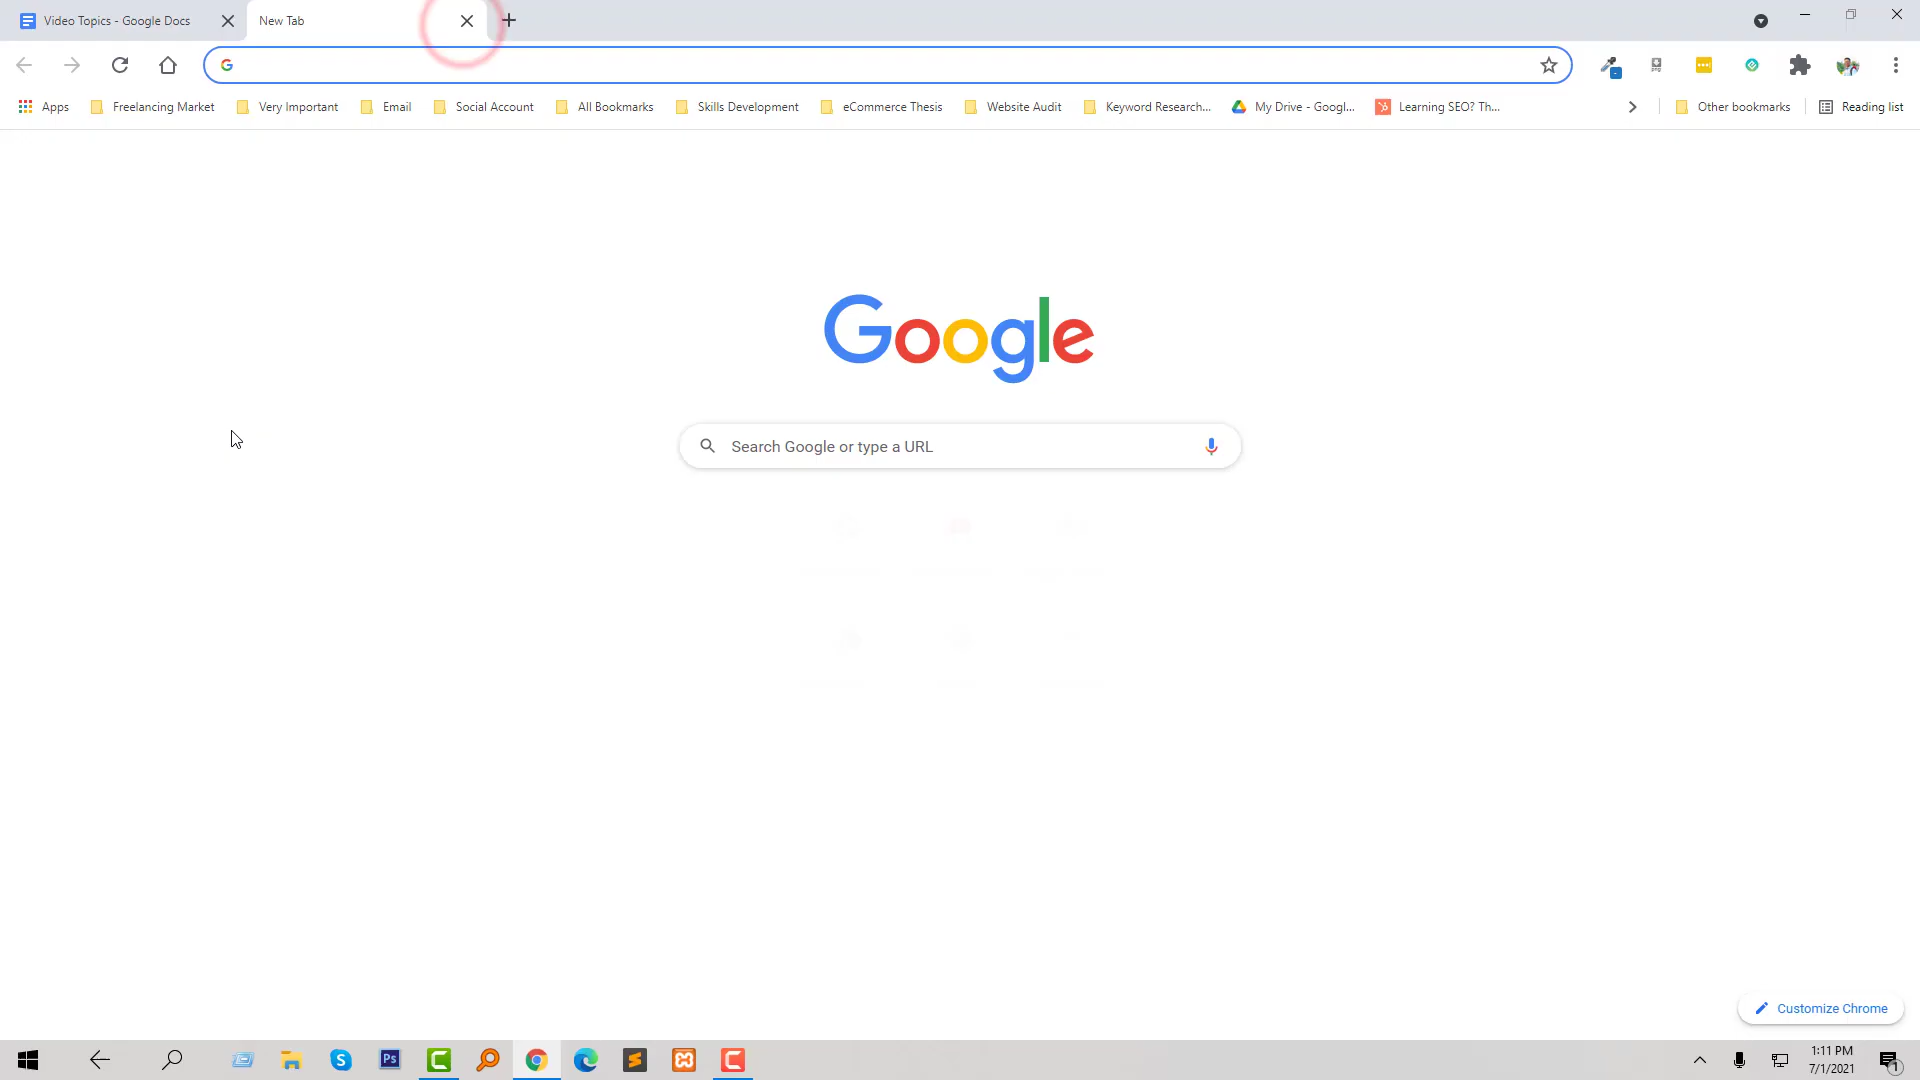 Video Topics - Google Docs
New Tab
Apps
Freelancing Market
Very Important
Email
Social Account
All Bookmarks
Skills Development
eCommerce Thesis
Website Audit
Keyword Research...
My Drive - Googl...
Learning SEO? Th...
Other bookmarks
Reading list
Google
Search Google or type a URL
Customize Chrome
Ps
1:11 PM
7/1/2021
1